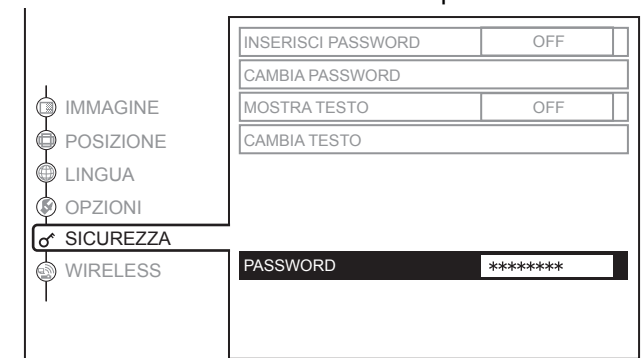 INSERISCI PASSWORD OFF
CAMBIA PASSWORD
MOSTRA TESTO OFF
CAMBIA TESTO
IMMAGINE
POSIZIONE
LINGUA
OPZIONI
SICUREZZA
WIRELESS
PASSWORD ********